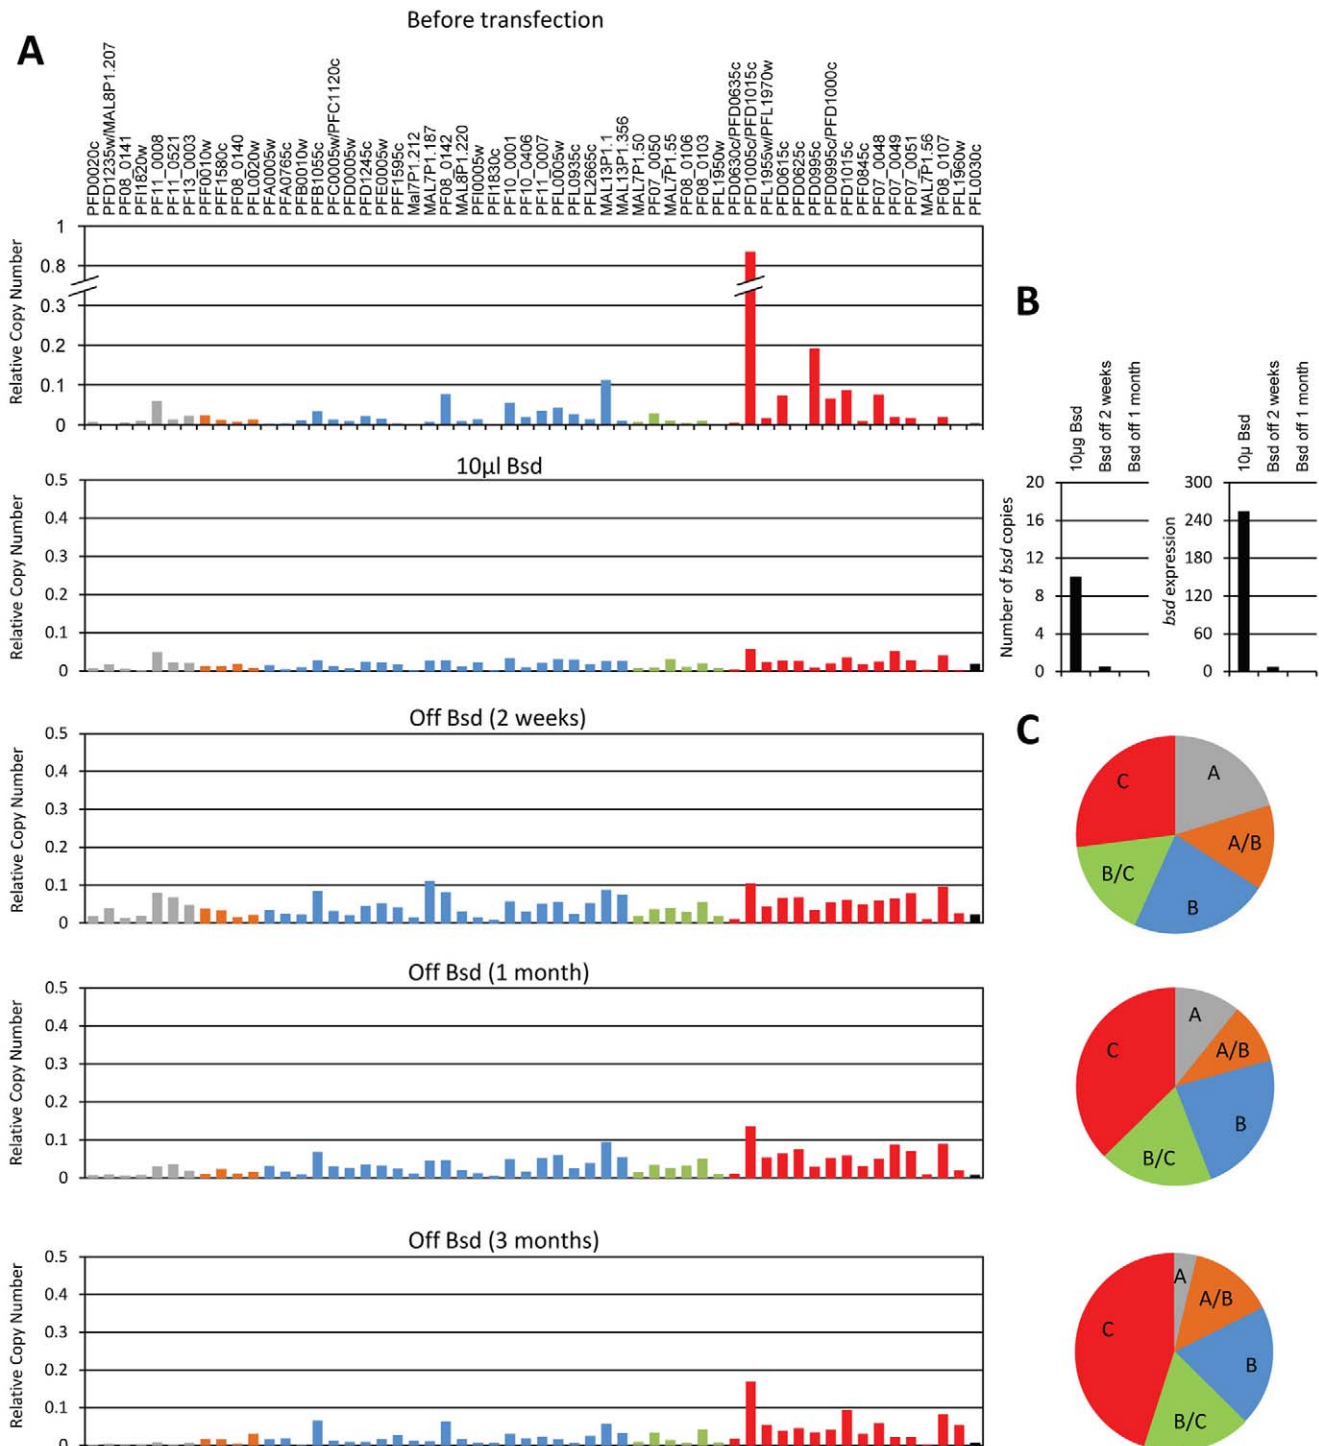 Before transfection
A
PFD0020c
PFD1235w/MAL8P1.207
PF08_0141
PFI1820w
PF11_0008
PF11_0521
PF13_0003
PFF0010w
PFF1580c
PF08_0140
PFL0020w
PFA0005w
PFA0765c
PFB0010w
PFB1055c
PFC0005w/PFC1120c
PFD0005w
PFD1245c
PFE0005w
PFF1595c
Mal7P1.212
MAL7P1.187
PF08_0142
MAL8P1.220
PFI0005w
PFI1830c
PF10_0001
PF10_0406
PF11_0007
PFL0005w
PFL0935c
PFL2665c
MAL13P1.1
MAL13P1.356
MAL7P1.50
PF07_0050
MAL7P1.55
PF08_0106
PF08_0103
PFL1950w
PFD0630c/PFD0635c
PFD1005c/PFD1015c
PFL1955w/PFL1970w
PFD0615c
PFD0625c
PFD0995c
PFD0995c/PFD1000c
PFD1015c
PFF0845c
PF07_0048
PF07_0049
PF07_0051
MAL7P1.56
PF08_0107
PFL1960w
PFL0030c
Relative Copy Number
1
0.8
0.3
0.2
0.1
0
10µl Bsd
Relative Copy Number
0.5
0.4
0.3
0.2
0.1
0
Off Bsd (2 weeks)
Relative Copy Number
0.5
0.4
0.3
0.2
0.1
0
Off Bsd (1 month)
Relative Copy Number
0.5
0.4
0.3
0.2
0.1
0
Off Bsd (3 months)
Relative Copy Number
0.5
0.4
0.3
0.2
0.1
0
B
10µg Bsd
Bsd off 2 weeks
Bsd off 1 month
Number of bsd copies
20
16
12
8
4
0
10µ Bsd
Bsd off 2 weeks
Bsd off 1 month
bsd expression
300
240
180
120
60
0
C
A
A/B
B
B/C
C
A
A/B
B
B/C
C
A
A/B
B
B/C
C